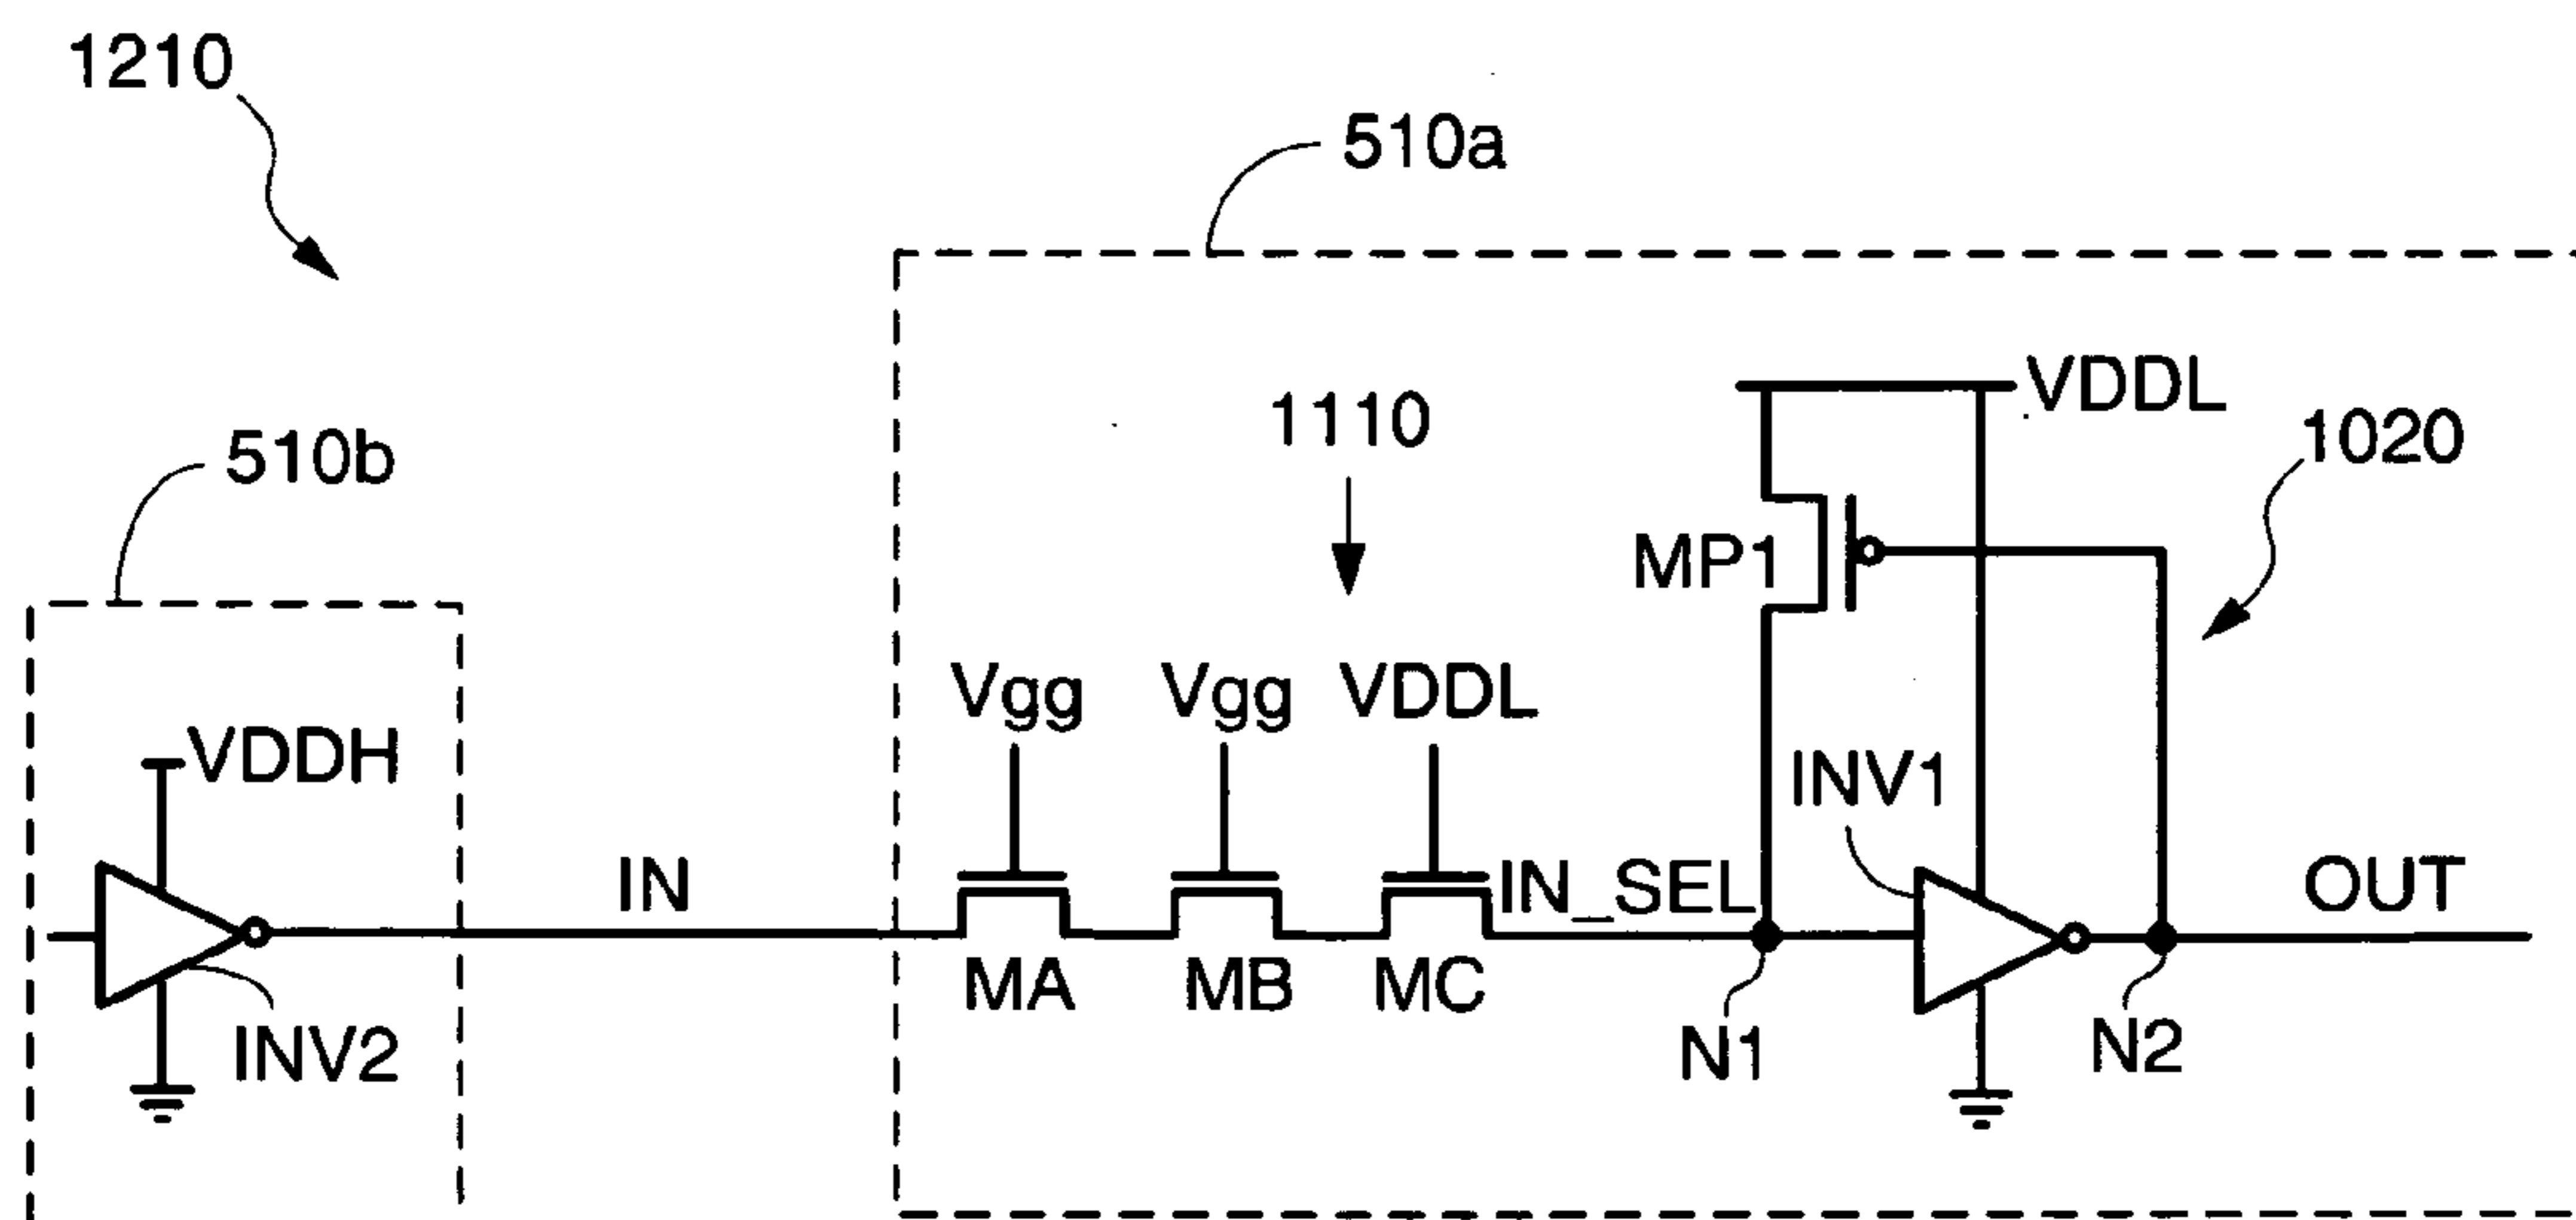 1210
510a
1110
VDDL
1020
510b
MP1
Vgg Vgg VDDL
VDDH
INV1
IN
IN_SEL
OUT
MA MB MC
INV2
N1
N2